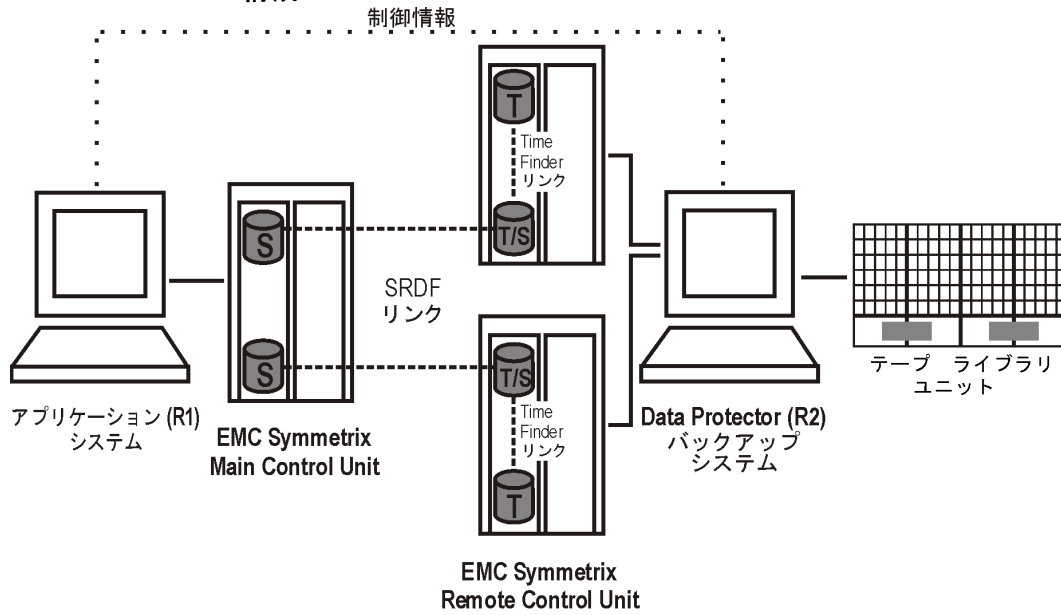 制御情報
T
Time
Finder
リンク
T/S
S
SRDF
リンク
S
T/S
Time
Finder
リンク
T
アプリケーション (R1)
システム
EMC Symmetrix
Main Control Unit
Data Protector (R2)
バックアップ
システム
テープ ライブラリ
ユニット
EMC Symmetrix
Remote Control Unit